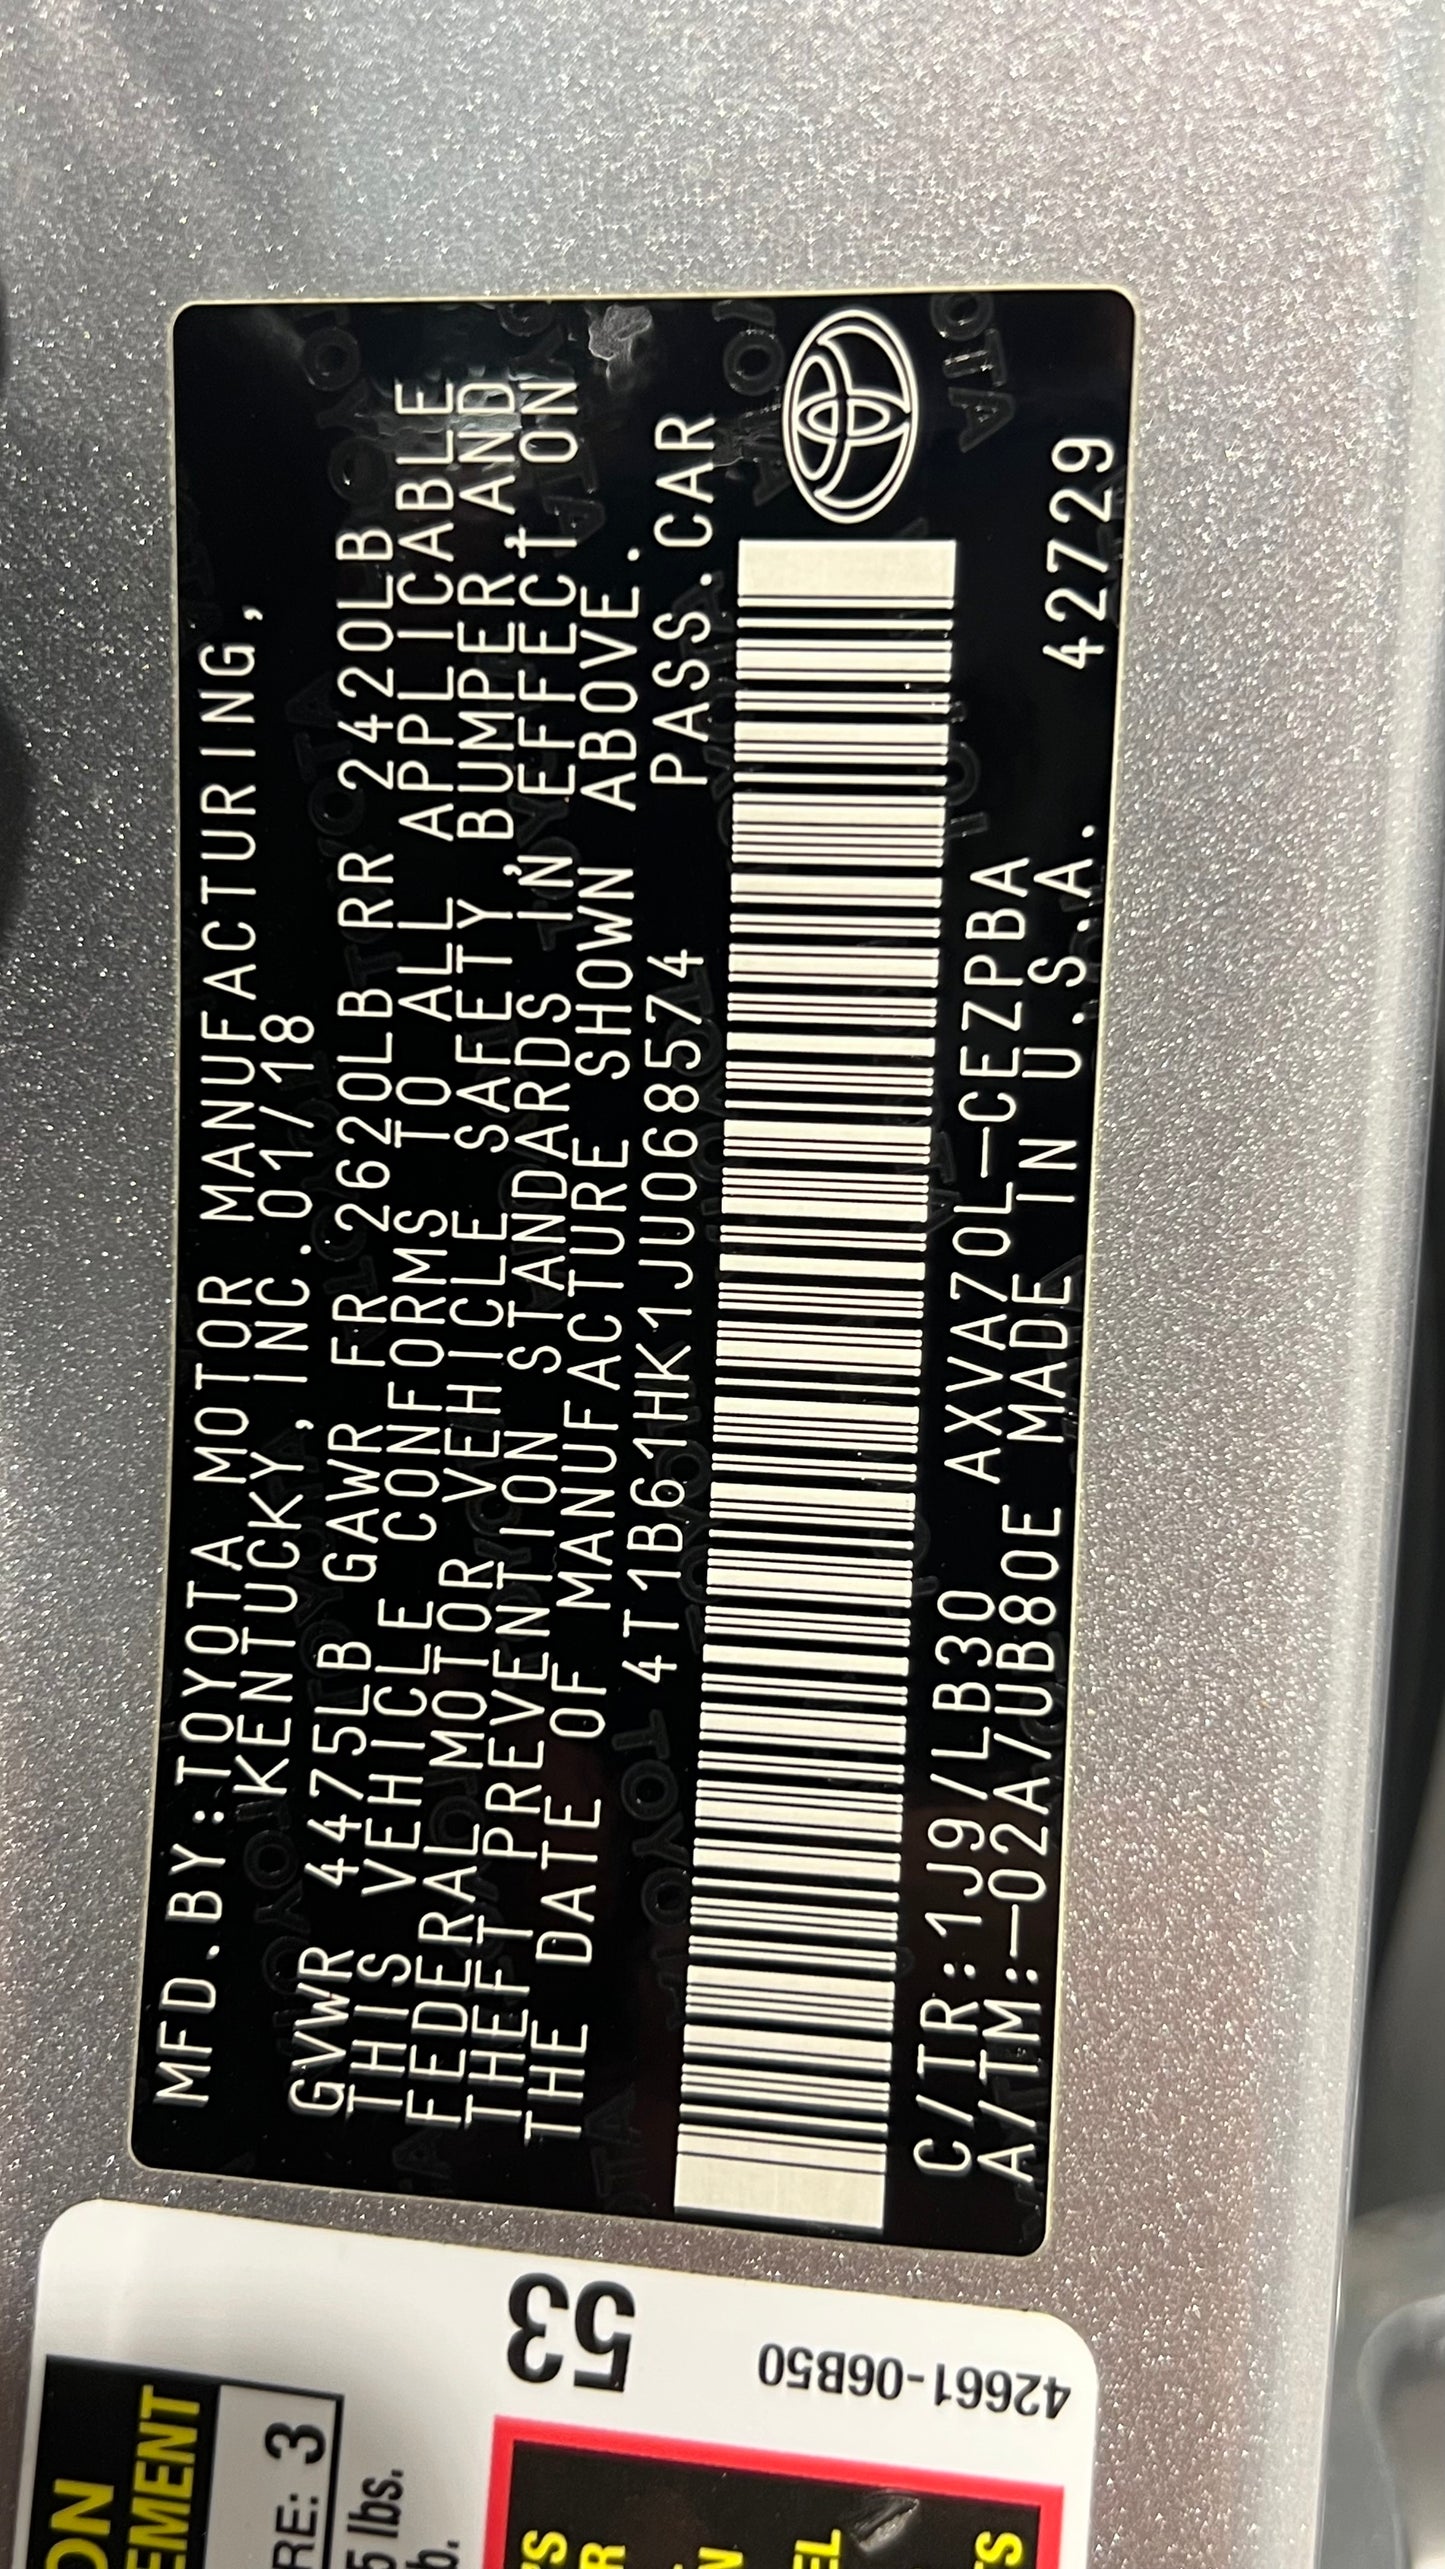 MFD.BY:TOYOTA MOTOR MANUFACTURING,
KENTUCKY, INC.01/18
GVWR 4475LB GAWR FR 2620LB RR 2420LB
THIS VEHICLE CONFORMS TO ALL APPLICABLE
FEDERAL MOTOR VEHICLE SAFETY, BUMPER, AND
THEFT PREVENTION STANDARDS IN EFFECT ON
THE DATE OF MANUFACTURE SHOWN ABOVE.
4T1B61HK1JU068574 PASS.CAR
C/TR:1J9/LB30 AXVA70L-CEZPBA
A/TM:-02A/UB80E MADE IN U.S.A. 42729
53
42661-06B50
3
lbs.